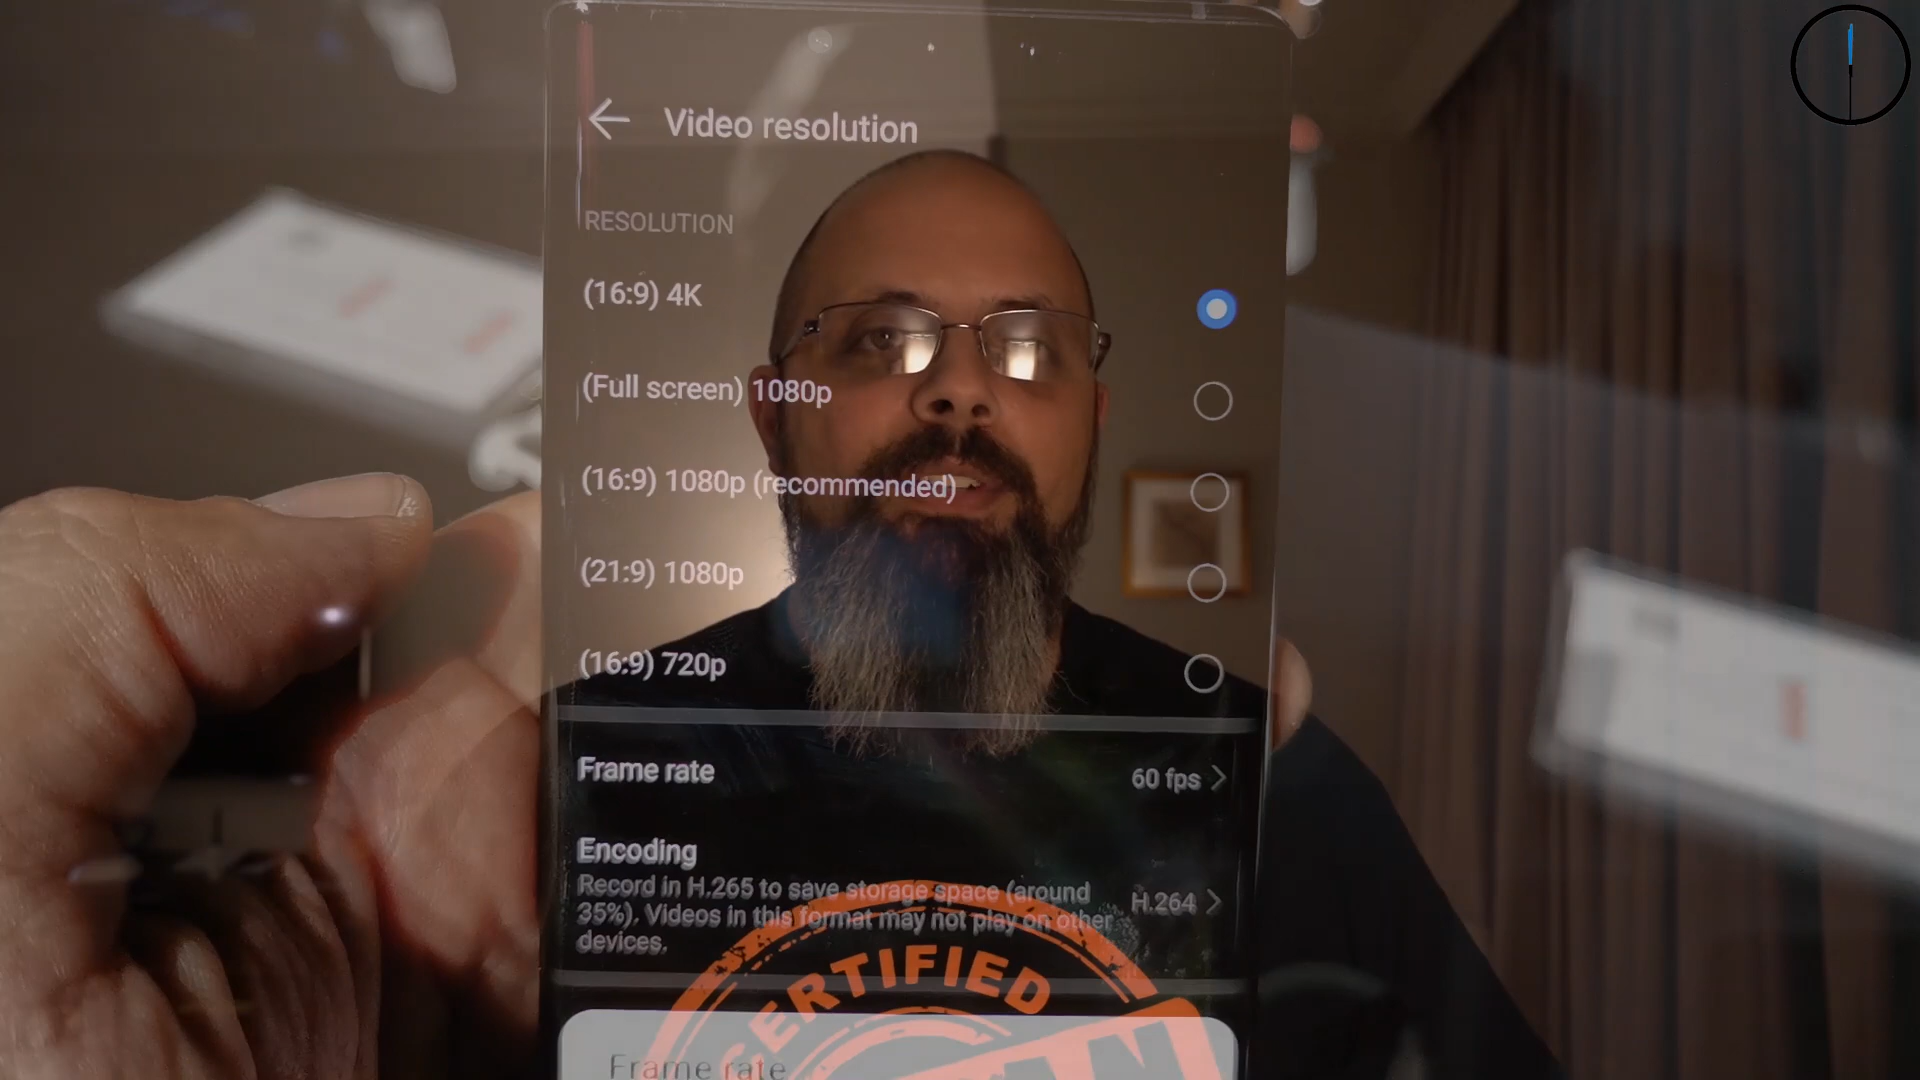 Video resolution
RESOLUTION
(16:9) 4K
(Full screen) 1080p
(16:9) 1080p (recommended)
(21:9) 1080p
(16:9) 720p
Frame rate
60 fps
Encoding
Record in H.265 to save storage space (around
35%). Videos in this format may not play on other
devices.
H.264
CERTIFIED
Frame rate